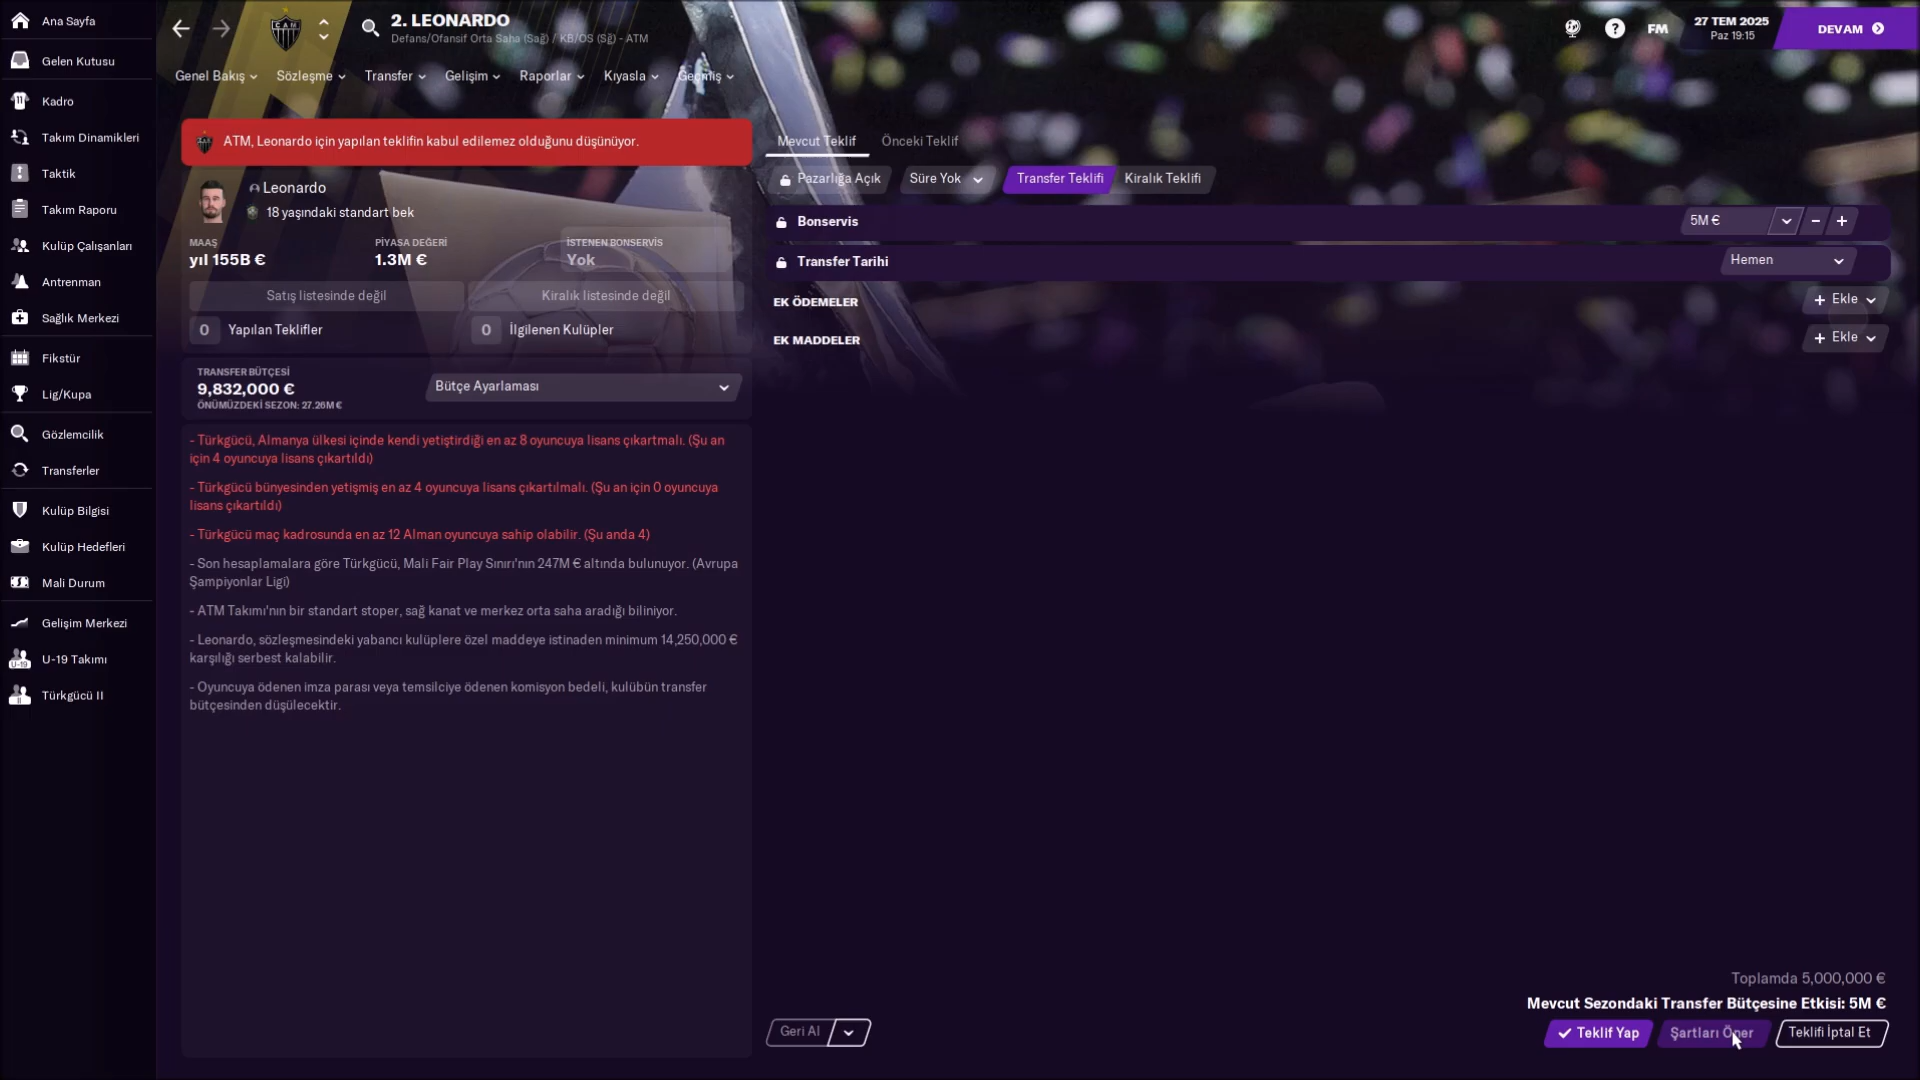 Ana Sayfa
Gelen Kutusu
Kadro
Takım Dinamikleri
Taktik
Takım Raporu
Kulüp Çalışanları
Antrenman
Sağlık Merkezi
Fikstür
Lig/Kupa
Gözlemcilik
Transferler
Kulüp Bilgisi
Kulüp Hedefleri
Mali Durum
Gelişim Merkezi
U-19 Takımı
Türkgücü II
2. LEONARDO
Defans/Ofansif Orta Saha (Sağ) / KB/OS (Sğ) - ATM
FM
27 TEM 2025
Paz 19:15
DEVAM
Genel Bakış
Sözleşme
Transfer
Gelişim
Raporlar
Kıyasla
Geçmiş
ATM, Leonardo için yapılan teklifin kabul edilemez olduğunu düşünüyor.
Leonardo
18 yaşındaki standart bek
MAAŞ
yıl 155B €
PİYASA DEĞERİ
1.3M €
İSTENEN BONSERVİS
Yok
Satış listesinde değil
Kiralık listesinde değil
0 Yapılan Teklifler
0 İlgilenen Kulüpler
TRANSFER BÜTÇESİ
9,832,000 €
ÖNÜMÜZDEKİ SEZON: 27.26M €
Bütçe Ayarlaması
- Türkgücü, Almanya ülkesi içinde kendi yetiştirdiği en az 8 oyuncuya lisans çıkartmalı. (Şu an
için 4 oyuncuya lisans çıkartıldı)
- Türkgücü bünyesinden yetişmiş en az 4 oyuncuya lisans çıkartılmalı. (Şu an için 0 oyuncuya
lisans çıkartıldı)
- Türkgücü maç kadrosunda en az 12 Alman oyuncuya sahip olabilir. (Şu anda 4)
- Son hesaplamalara göre Türkgücü, Mali Fair Play Sınırı'nın 247M € altında bulunuyor. (Avrupa
Şampiyonlar Ligi)
- ATM Takımı'nın bir standart stoper, sağ kanat ve merkez orta saha aradığı biliniyor.
- Leonardo, sözleşmesindeki yabancı kulüplere özel maddeye istinaden minimum 14,250,000 €
karşılığı serbest kalabilir.
- Oyuncuya ödenen imza parası veya temsilciye ödenen komisyon bedeli, kulübün transfer
bütçesinden düşülecektir.
Mevcut Teklif
Önceki Teklif
Pazarlığa Açık
Süre Yok
Transfer Teklifi
Kiralık Teklifi
Bonservis
5M €
Transfer Tarihi
Hemen
EK ÖDEMELER
+ Ekle
EK MADDELER
+ Ekle
Toplamda 5,000,000 €
Mevcut Sezondaki Transfer Bütçesine Etkisi: 5M €
Geri Al
Teklif Yap
Şartları Öner
Teklifi İptal Et